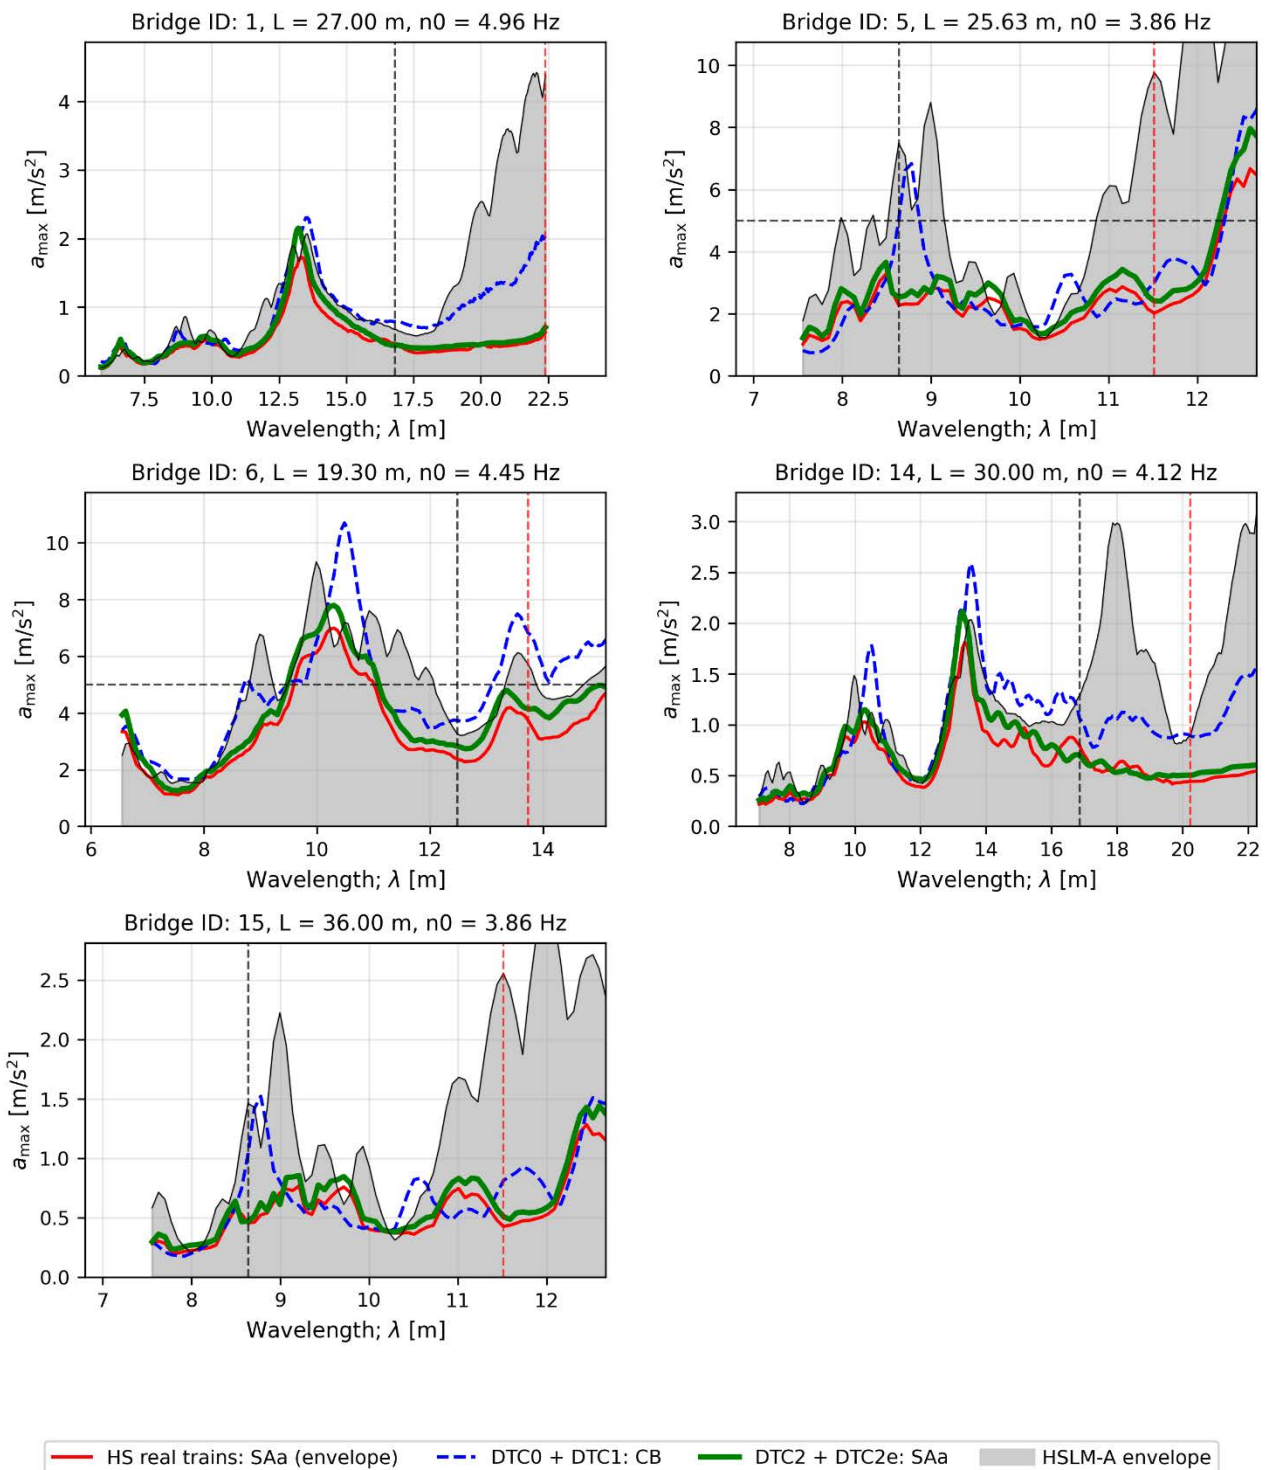 Bridge ID: 1, L = 27.00 m, n0 = 4.96 Hz
a_max [m/s²]
4
3
2
1
0
7.5 10.0 12.5 15.0 17.5 20.0 22.5
Wavelength; λ [m]
Bridge ID: 5, L = 25.63 m, n0 = 3.86 Hz
a_max [m/s²]
10
8
6
4
2
0
7 8 9 10 11 12
Wavelength; λ [m]
Bridge ID: 6, L = 19.30 m, n0 = 4.45 Hz
a_max [m/s²]
10
8
6
4
2
0
6 8 10 12 14
Wavelength; λ [m]
Bridge ID: 14, L = 30.00 m, n0 = 4.12 Hz
a_max [m/s²]
3.0
2.5
2.0
1.5
1.0
0.5
0.0
8 10 12 14 16 18 20 22
Wavelength; λ [m]
Bridge ID: 15, L = 36.00 m, n0 = 3.86 Hz
a_max [m/s²]
2.5
2.0
1.5
1.0
0.5
0.0
7 8 9 10 11 12
Wavelength; λ [m]
HS real trains: SAa (envelope) DTC0 + DTC1: CB DTC2 + DTC2e: SAa HSLM-A envelope